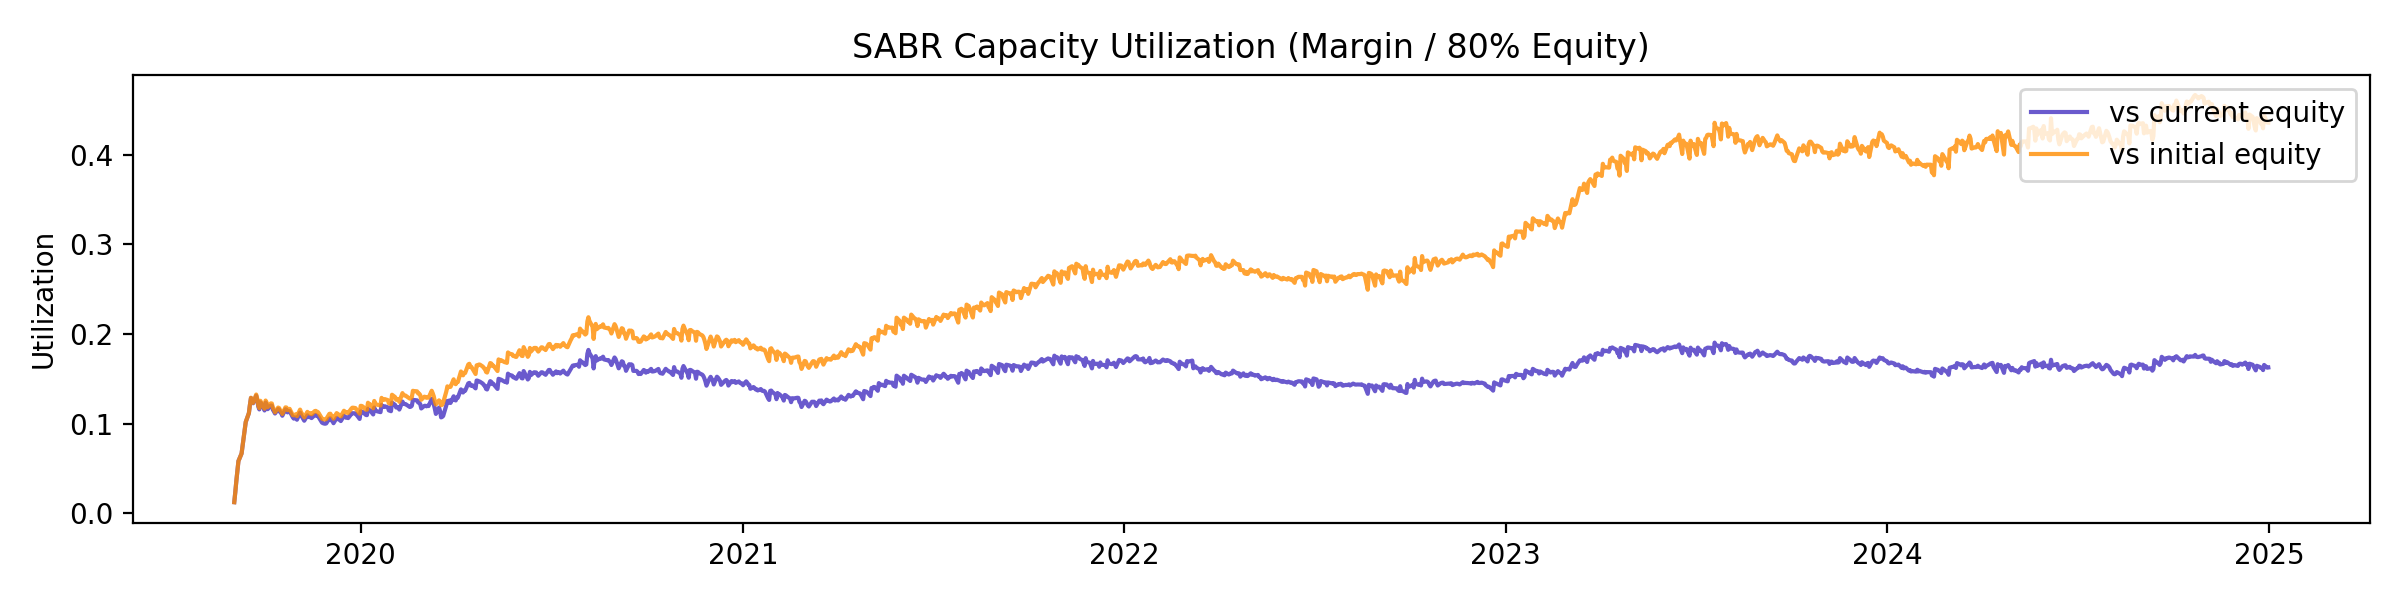 SABR Capacity Utilization (Margin / 80% Equity)
vs current equity
vs initial equity
Utilization
0.4
0.3
0.2
0.1
0.0
2020 2021 2022 2023 2024 2025